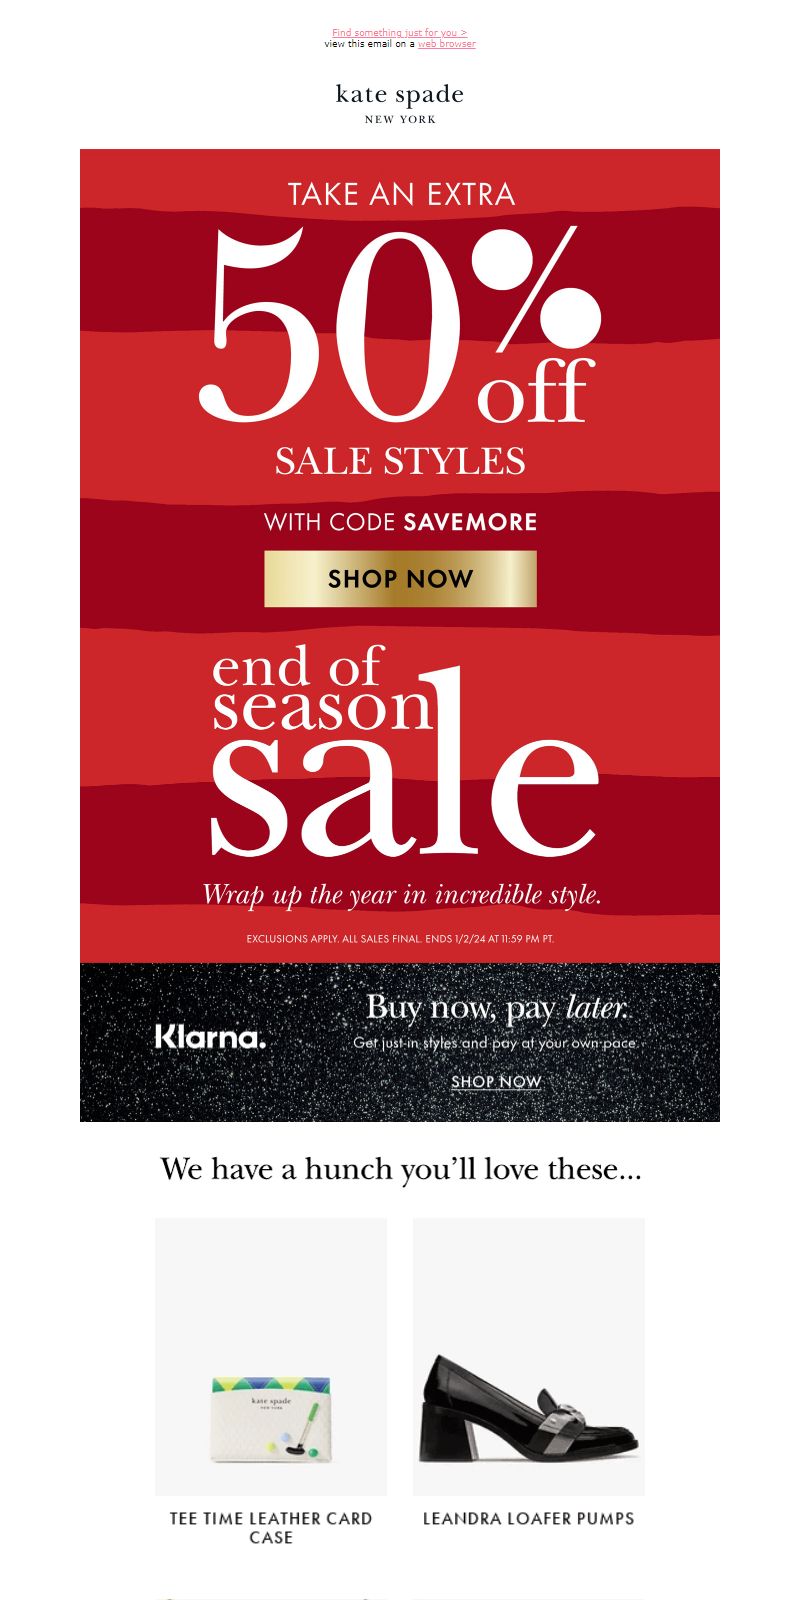 Find something just for you >
view this email on a web browser
kate spade
NEW YORK
TAKE AN EXTRA
50%
off
SALE STYLES
WITH CODE SAVEMORE
SHOP NOW
end of
season
sale
Wrap up the year in incredible style.
EXCLUSIONS APPLY. ALL SALES FINAL. ENDS 1/2/24 AT 11:59 PM PT.
Klarna.
Buy now, pay later.
Get just-in styles and pay at your own pace.
SHOP NOW
We have a hunch you'll love these...
kate spade
NEW YORK
TEE TIME LEATHER CARD
CASE
LEANDRA LOAFER PUMPS